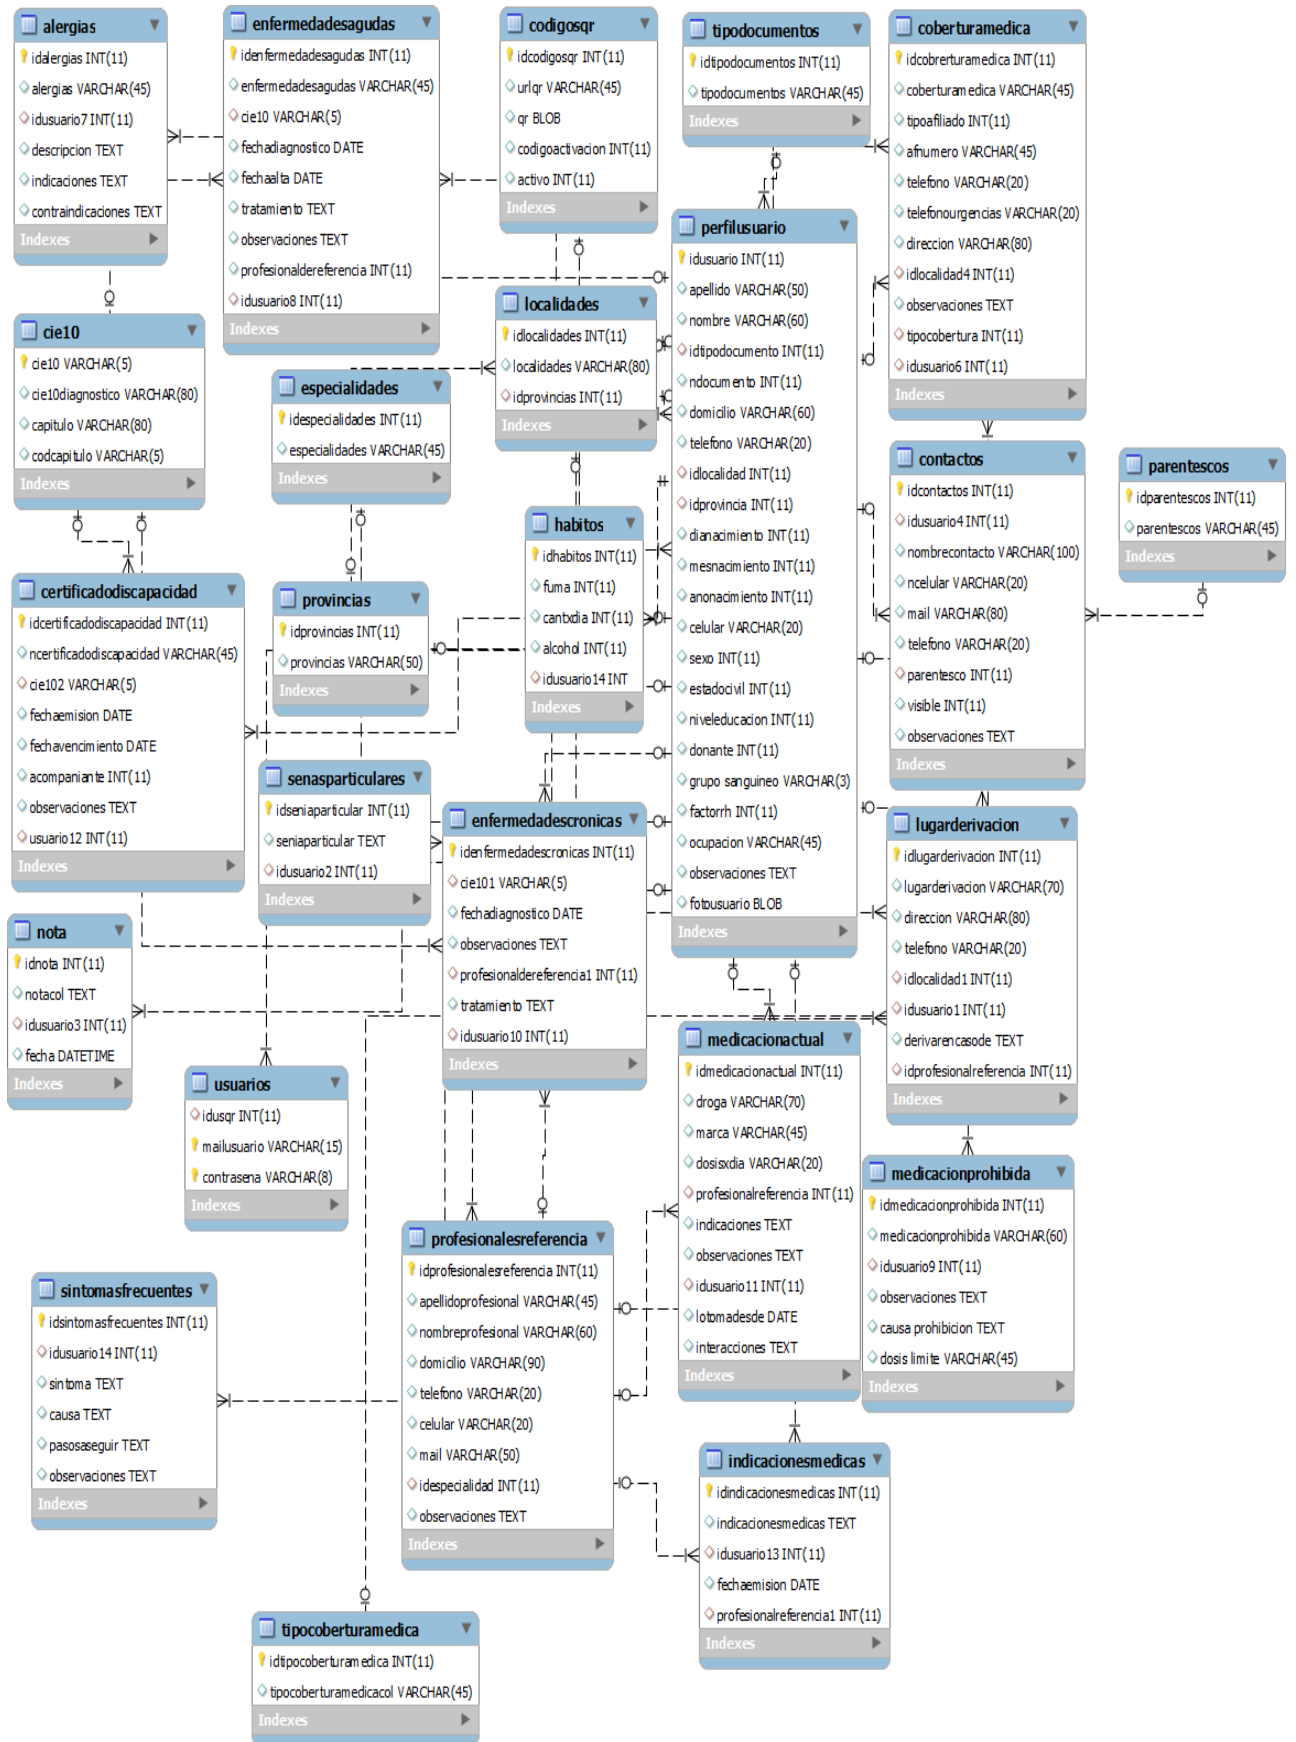 alergias
idalergias INT(11)
alergias VARCHAR(45)
idusuario7 INT(11)
descripcion TEXT
indicaciones TEXT
contraindicaciones TEXT
Indexes
enfermedadesagudas
idenfermedadesagudas INT(11)
enfermedadesagudas VARCHAR(45)
cie10 VARCHAR(5)
fechadiagnostico DATE
fechaalta DATE
tratamiento TEXT
observaciones TEXT
profesionaldereferencia INT(11)
idusuario8 INT(11)
Indexes
codigosqr
idcodigosqr INT(11)
urlqr VARCHAR(45)
qr BLOB
codigoactivacion INT(11)
activo INT(11)
Indexes
tipodocumentos
idtipodocumentos INT(11)
tipodocumentos VARCHAR(45)
Indexes
coberturamedica
idcobrerturamedica INT(11)
coberturamedica VARCHAR(45)
tipoafiliado INT(11)
afnumero VARCHAR(45)
telefono VARCHAR(20)
telefonourgencias VARCHAR(20)
direccion VARCHAR(80)
idlocalidad4 INT(11)
observaciones TEXT
tipocobertura INT(11)
idusuario6 INT(11)
Indexes
perfilusuario
idusuario INT(11)
apellido VARCHAR(50)
nombre VARCHAR(60)
idtipodocumento INT(11)
ndocumento INT(11)
domicilio VARCHAR(60)
telefono VARCHAR(20)
idlocalidad INT(11)
idprovincia INT(11)
dianacimiento INT(11)
mesnacimiento INT(11)
anonacimiento INT(11)
celular VARCHAR(20)
sexo INT(11)
estadocivil INT(11)
niveleducacion INT(11)
donante INT(11)
grupo sanguineo VARCHAR(3)
factorrh INT(11)
ocupacion VARCHAR(45)
observaciones TEXT
fotousuario BLOB
Indexes
localidades
idlocalidades INT(11)
localidades VARCHAR(80)
idprovincias INT(11)
Indexes
cie10
cie10 VARCHAR(5)
cie10diagnostico VARCHAR(80)
capitulo VARCHAR(80)
codcapitulo VARCHAR(5)
Indexes
especialidades
idespecialidades INT(11)
especialidades VARCHAR(45)
Indexes
contactos
idcontactos INT(11)
idusuario4 INT(11)
nombrecontacto VARCHAR(100)
ncelular VARCHAR(20)
mail VARCHAR(80)
telefono VARCHAR(20)
parentesco INT(11)
visible INT(11)
observaciones TEXT
Indexes
parentescos
idparentescos INT(11)
parentescos VARCHAR(45)
Indexes
habitos
idhabitos INT(11)
fuma INT(11)
cantxdia INT(11)
alcohol INT(11)
idusuario14 INT
Indexes
certificadodiscapacidad
idcertificadodiscapacidad INT(11)
ncertificadodiscapacidad VARCHAR(45)
cie102 VARCHAR(5)
fechaemision DATE
fechavencimiento DATE
acompaniante INT(11)
observaciones TEXT
usuario12 INT(11)
Indexes
provincias
idprovincias INT(11)
provincias VARCHAR(50)
Indexes
senasparticulares
idseniaparticular INT(11)
seniaparticular TEXT
idusuario2 INT(11)
Indexes
enfermedadescronicas
idenfermedadescronicas INT(11)
cie101 VARCHAR(5)
fechadiagnostico DATE
observaciones TEXT
profesionaldereferencia1 INT(11)
tratamiento TEXT
idusuario10 INT(11)
Indexes
lugarderivacion
idlugarderivacion INT(11)
lugarderivacion VARCHAR(70)
direccion VARCHAR(80)
telefono VARCHAR(20)
idlocalidad1 INT(11)
idusuario1 INT(11)
derivarencasode TEXT
idprofesionalreferencia INT(11)
Indexes
nota
idnota INT(11)
notacol TEXT
idusuario3 INT(11)
fecha DATETIME
Indexes
usuarios
idusqr INT(11)
mailusuario VARCHAR(15)
contrasena VARCHAR(8)
Indexes
medicacionactual
idmedicacionactual INT(11)
droga VARCHAR(70)
marca VARCHAR(45)
dosisxdia VARCHAR(20)
profesionalreferencia INT(11)
indicaciones TEXT
observaciones TEXT
idusuario11 INT(11)
lotomadesde DATE
interacciones TEXT
Indexes
medicacionprohibida
idmedicacionprohibida INT(11)
medicacionprohibida VARCHAR(60)
idusuario9 INT(11)
observaciones TEXT
causa prohibicion TEXT
dosis limite VARCHAR(45)
Indexes
profesionalesreferencia
idprofesionalesreferencia INT(11)
apellidoprofesional VARCHAR(45)
nombreprofesional VARCHAR(60)
domicilio VARCHAR(90)
telefono VARCHAR(20)
celular VARCHAR(20)
mail VARCHAR(50)
idespecialidad INT(11)
observaciones TEXT
Indexes
sintomasfrecuentes
idsintomasfrecuentes INT(11)
idusuario14 INT(11)
sintoma TEXT
causa TEXT
pasosaseguir TEXT
observaciones TEXT
Indexes
indicacionesmedicas
idindicacionesmedicas INT(11)
indicacionesmedicas TEXT
idusuario13 INT(11)
fechaemision DATE
profesionalreferencia1 INT(11)
Indexes
tipocoberturamedica
idtipocoberturamedica INT(11)
tipocoberturamedicacol VARCHAR(45)
Indexes